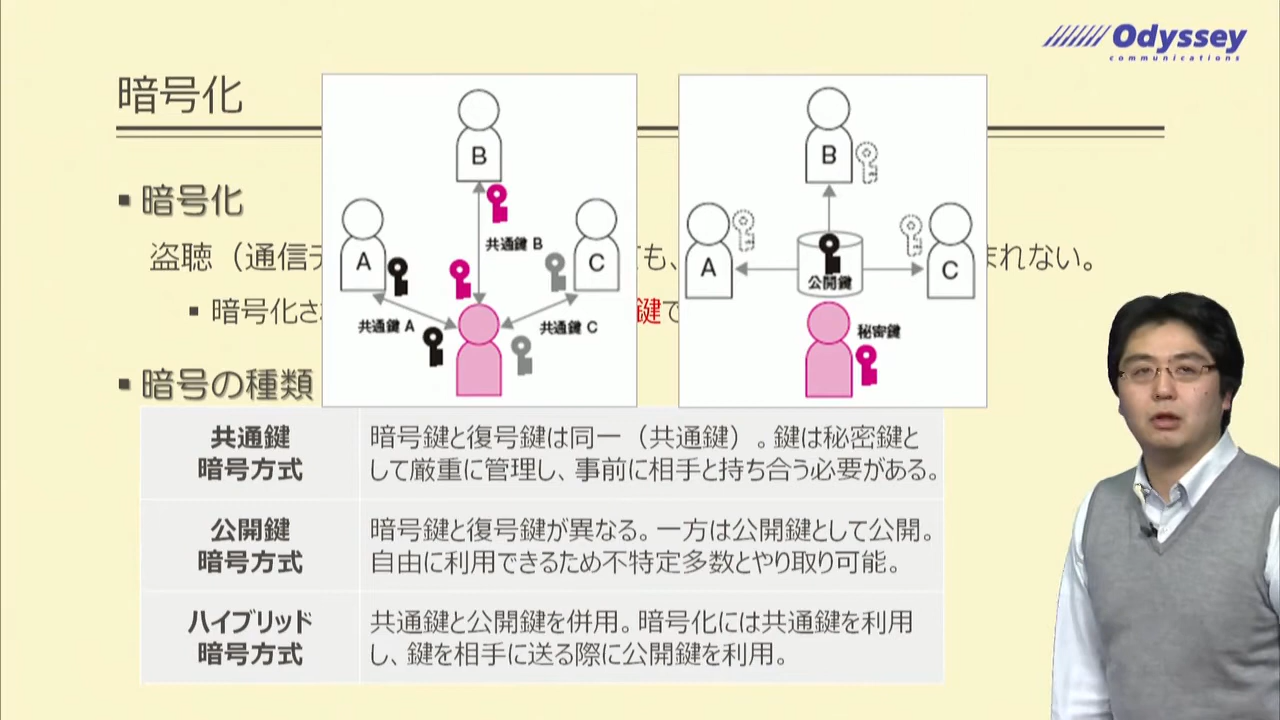 Odyssey
communications
暗号化
暗号化
盗聴（通信デ
ても、
まれない。
暗号化さ
鍵で
暗号の種類
B
A
C
共通鍵 B
共通鍵 A
共通鍵 C
B
A
C
公開鍵
秘密鍵
共通鍵
暗号方式
暗号鍵と復号鍵は同一（共通鍵）。鍵は秘密鍵と
して厳重に管理し、事前に相手と持ち合う必要がある。
公開鍵
暗号方式
暗号鍵と復号鍵が異なる。一方は公開鍵として公開。
自由に利用できるため不特定多数とやり取り可能。
ハイブリッド
暗号方式
共通鍵と公開鍵を併用。暗号化には共通鍵を利用
し、鍵を相手に送る際に公開鍵を利用。